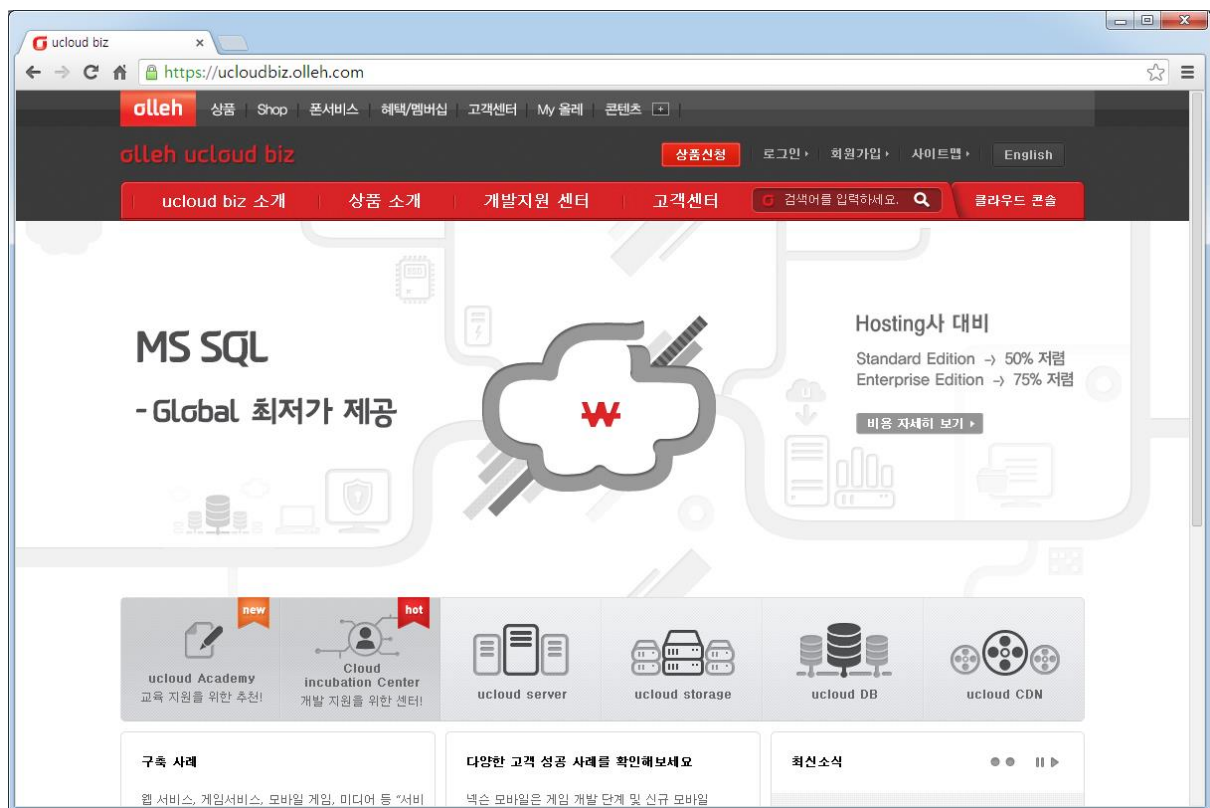 ucloud biz
https://ucloudbiz.olleh.com
olleh 상품 Shop 폰서비스 혜택/멤버십 고객센터 My 올레 콘텐츠
olleh ucloud biz
상품신청 로그인 회원가입 사이트맵 English
ucloud biz 소개 상품 소개 개발지원 센터 고객센터 검색어를 입력하세요. 클라우드 콘솔
MS SQL
- Global 최저가 제공
₩
Hosting사 대비
Standard Edition -> 50% 저렴
Enterprise Edition -> 75% 저렴
비용 자세히 보기
new
ucloud Academy
교육 지원을 위한 추천!
hot
Cloud
incubation Center
개발 지원을 위한 센터!
ucloud server
ucloud storage
ucloud DB
ucloud CDN
구축 사례
웹 서비스, 게임서비스, 모바일 게임, 미디어 등 “서비
다양한 고객 성공 사례를 확인해보세요
넥슨 모바일은 게임 개발 단계 및 신규 모바일
최신소식